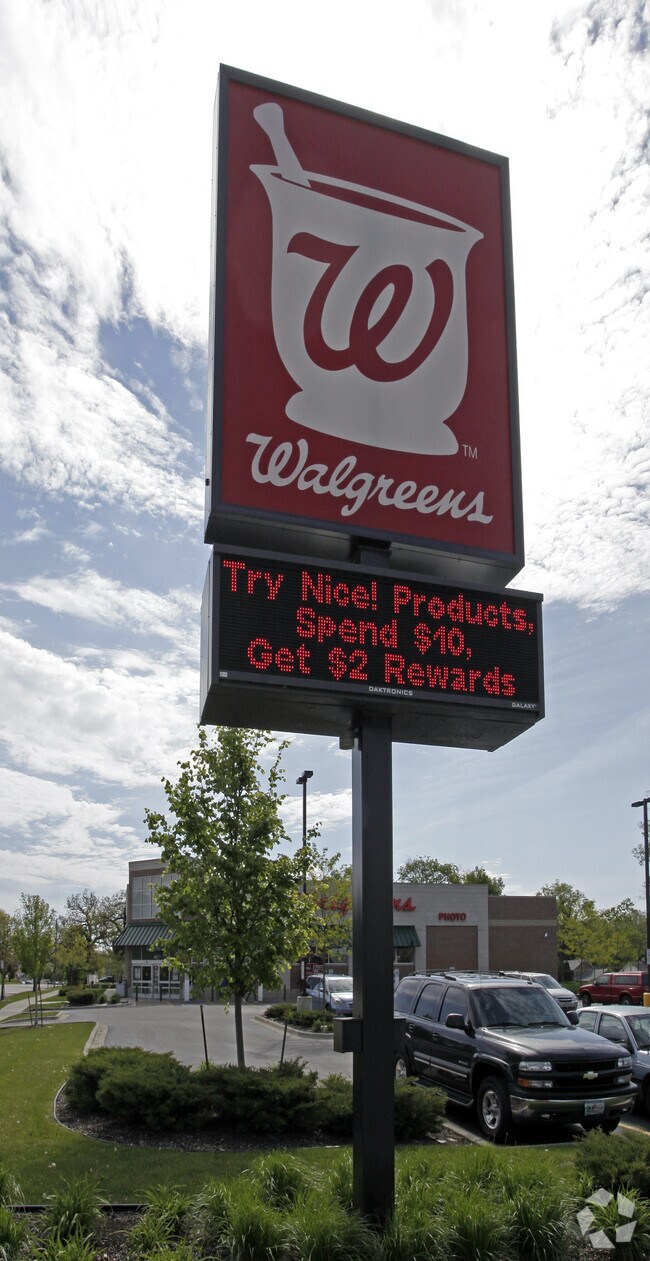 W
Walgreens
TM
Try Nice! Products,
Spend $10,
Get $2 Rewards
DAKTRONICS
GALAXY
PHOTO